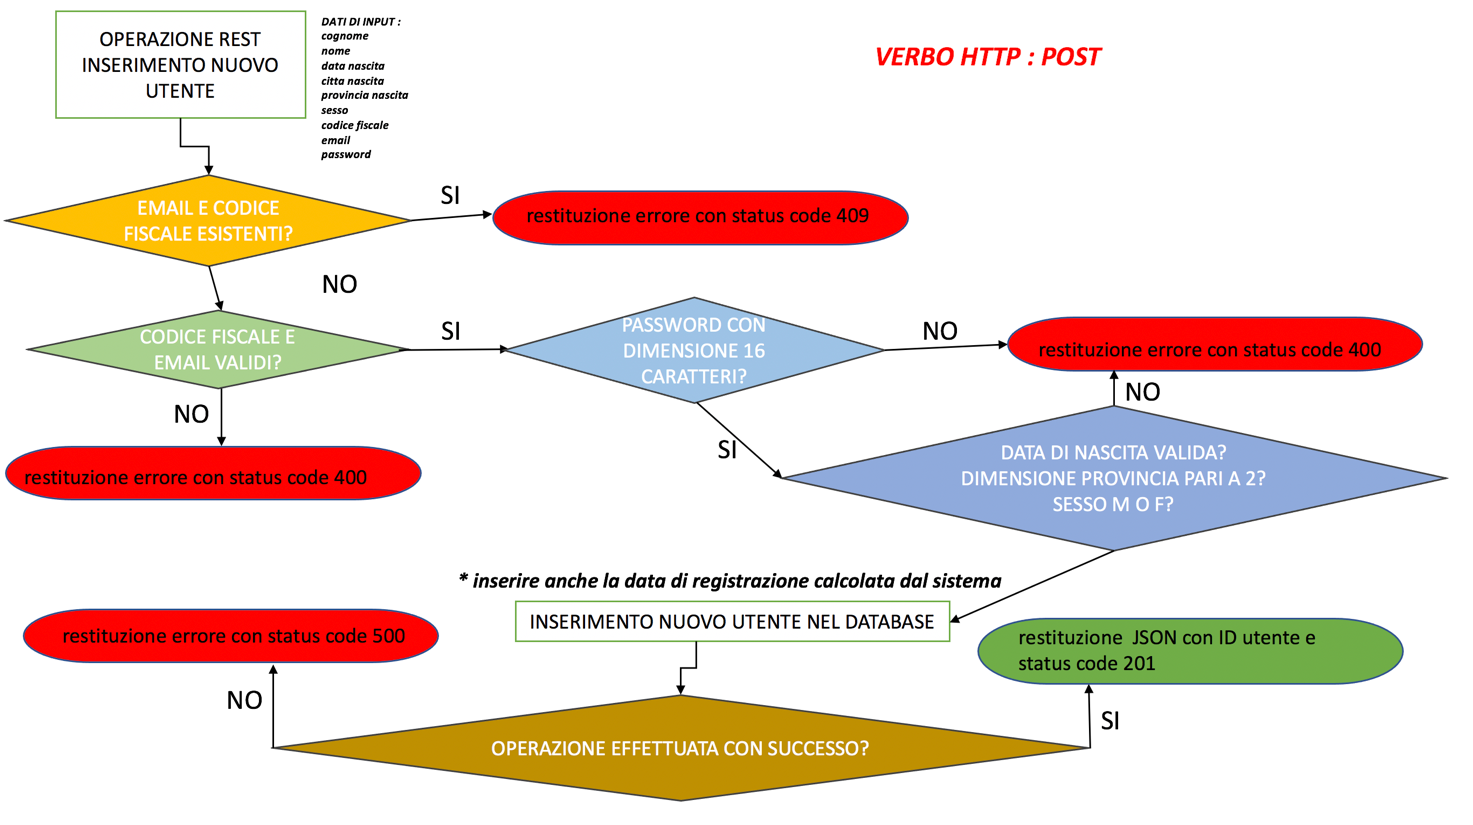 OPERAZIONE REST
INSERIMENTO NUOVO
UTENTE
DATI DI INPUT :
cognome
nome
data nascita
citta nascita
provincia nascita
sesso
codice fiscale
email
password
VERBO HTTP : POST
EMAIL E CODICE
FISCALE ESISTENTI?
SI
restituzione errore con status code 409
NO
CODICE FISCALE E
EMAIL VALIDI?
SI
PASSWORD CON
DIMENSIONE 16
CARATTERI?
NO
restituzione errore con status code 400
NO
NO
restituzione errore con status code 400
SI
DATA DI NASCITA VALIDA?
DIMENSIONE PROVINCIA PARI A 2?
SESSO M O F?
* inserire anche la data di registrazione calcolata dal sistema
INSERIMENTO NUOVO UTENTE NEL DATABASE
restituzione errore con status code 500
restituzione JSON con ID utente e
status code 201
NO
SI
OPERAZIONE EFFETTUATA CON SUCCESSO?